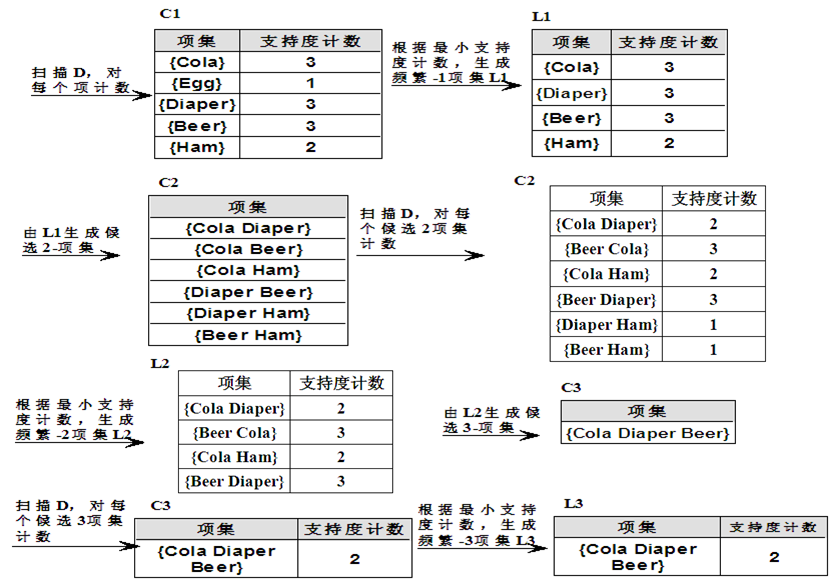 C1
扫描D，对
每个项计数
项集 支持度计数
{Cola} 3
{Egg} 1
{Diaper} 3
{Beer} 3
{Ham} 2
根据最小支持
度计数，生成
频繁-1项集L1
L1
项集 支持度计数
{Cola} 3
{Diaper} 3
{Beer} 3
{Ham} 2
由L1生成候
选2-项集
C2
项集
{Cola Diaper}
{Cola Beer}
{Cola Ham}
{Diaper Beer}
{Diaper Ham}
{Beer Ham}
扫描D，对每
个候选2项集
计数
C2
项集 支持度计数
{Cola Diaper} 2
{Beer Cola} 3
{Cola Ham} 2
{Beer Diaper} 3
{Diaper Ham} 1
{Beer Ham} 1
根据最小支持
度计数，生成
频繁-2项集L2
L2
项集 支持度计数
{Cola Diaper} 2
{Beer Cola} 3
{Cola Ham} 2
{Beer Diaper} 3
由L2生成候
选3-项集
C3
项集
{Cola Diaper Beer}
扫描D，对每
个候选3项集
计数
C3
项集 支持度计数
{Cola Diaper
Beer} 2
根据最小支持
度计数，生成
频繁-3项集L3
L3
项集 支持度计数
{Cola Diaper
Beer} 2